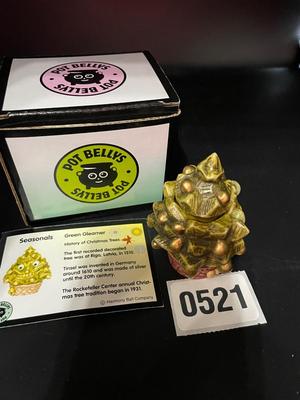 POT BELLYS
POT BELLYS
POT BELLYS
POT BELLYS
Seasonals
Green Gleamer
History of Christmas Trees
The first recorded decorated
tree was at Riga, Latvia, in 1510.
Tinsel was invented in Germany
around 1610 and was made of silver
until the 20th century.
The Rockefeller Center annual Christ-
mas tree tradition began in 1931.
© Harmony Ball Company
0521